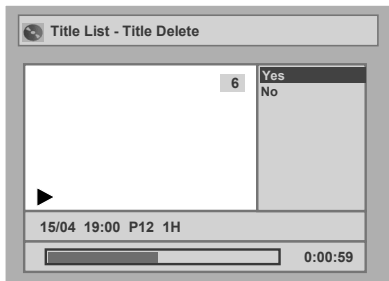 Title List - Title Delete
6
Yes
No
15/04 19:00 P12 1H
0:00:59